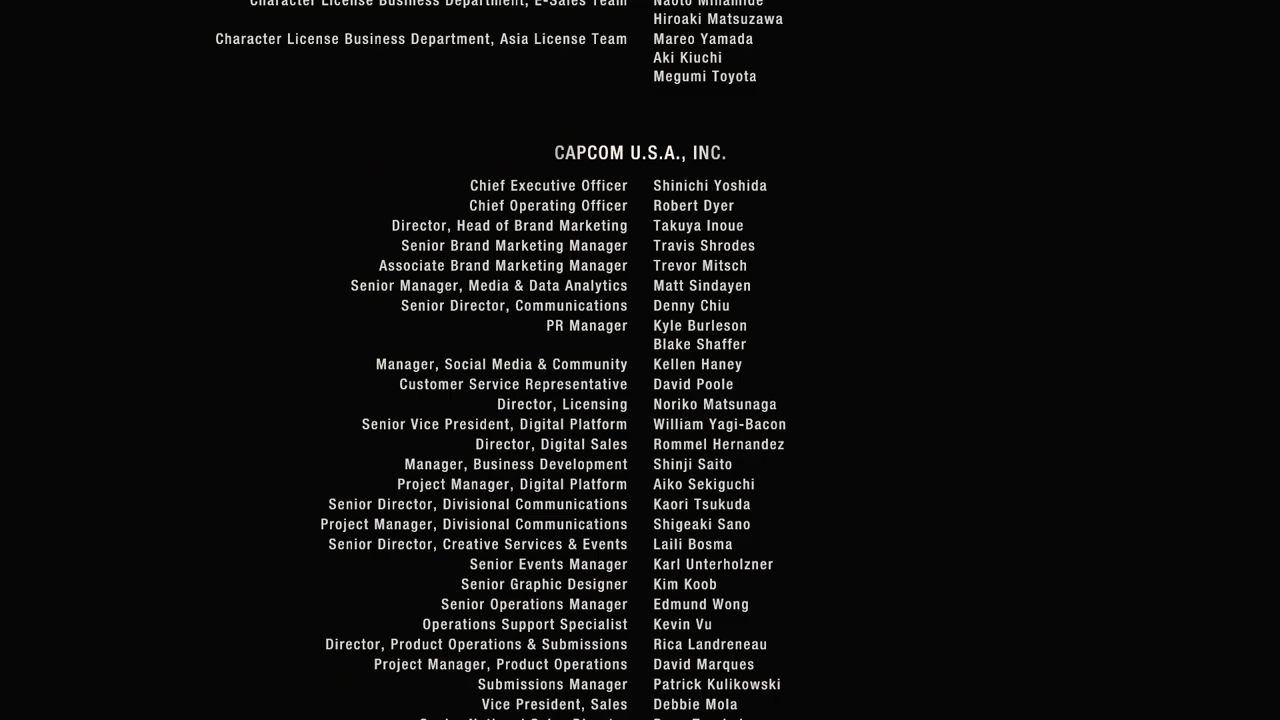 Character License Business Department, E-Sales Team Naoto Minamide
Hiroaki Matsuzawa
Character License Business Department, Asia License Team Mareo Yamada
Aki Kiuchi
Megumi Toyota
CAPCOM U.S.A., INC.
Chief Executive Officer Shinichi Yoshida
Chief Operating Officer Robert Dyer
Director, Head of Brand Marketing Takuya Inoue
Senior Brand Marketing Manager Travis Shrodes
Associate Brand Marketing Manager Trevor Mitsch
Senior Manager, Media & Data Analytics Matt Sindayen
Senior Director, Communications Denny Chiu
PR Manager Kyle Burleson
Blake Shaffer
Manager, Social Media & Community Kellen Haney
Customer Service Representative David Poole
Director, Licensing Noriko Matsunaga
Senior Vice President, Digital Platform William Yagi-Bacon
Director, Digital Sales Rommel Hernandez
Manager, Business Development Shinji Saito
Project Manager, Digital Platform Aiko Sekiguchi
Senior Director, Divisional Communications Kaori Tsukuda
Project Manager, Divisional Communications Shigeaki Sano
Senior Director, Creative Services & Events Laili Bosma
Senior Events Manager Karl Unterholzner
Senior Graphic Designer Kim Koob
Senior Operations Manager Edmund Wong
Operations Support Specialist Kevin Vu
Director, Product Operations & Submissions Rica Landreneau
Project Manager, Product Operations David Marques
Submissions Manager Patrick Kulikowski
Vice President, Sales Debbie Mola